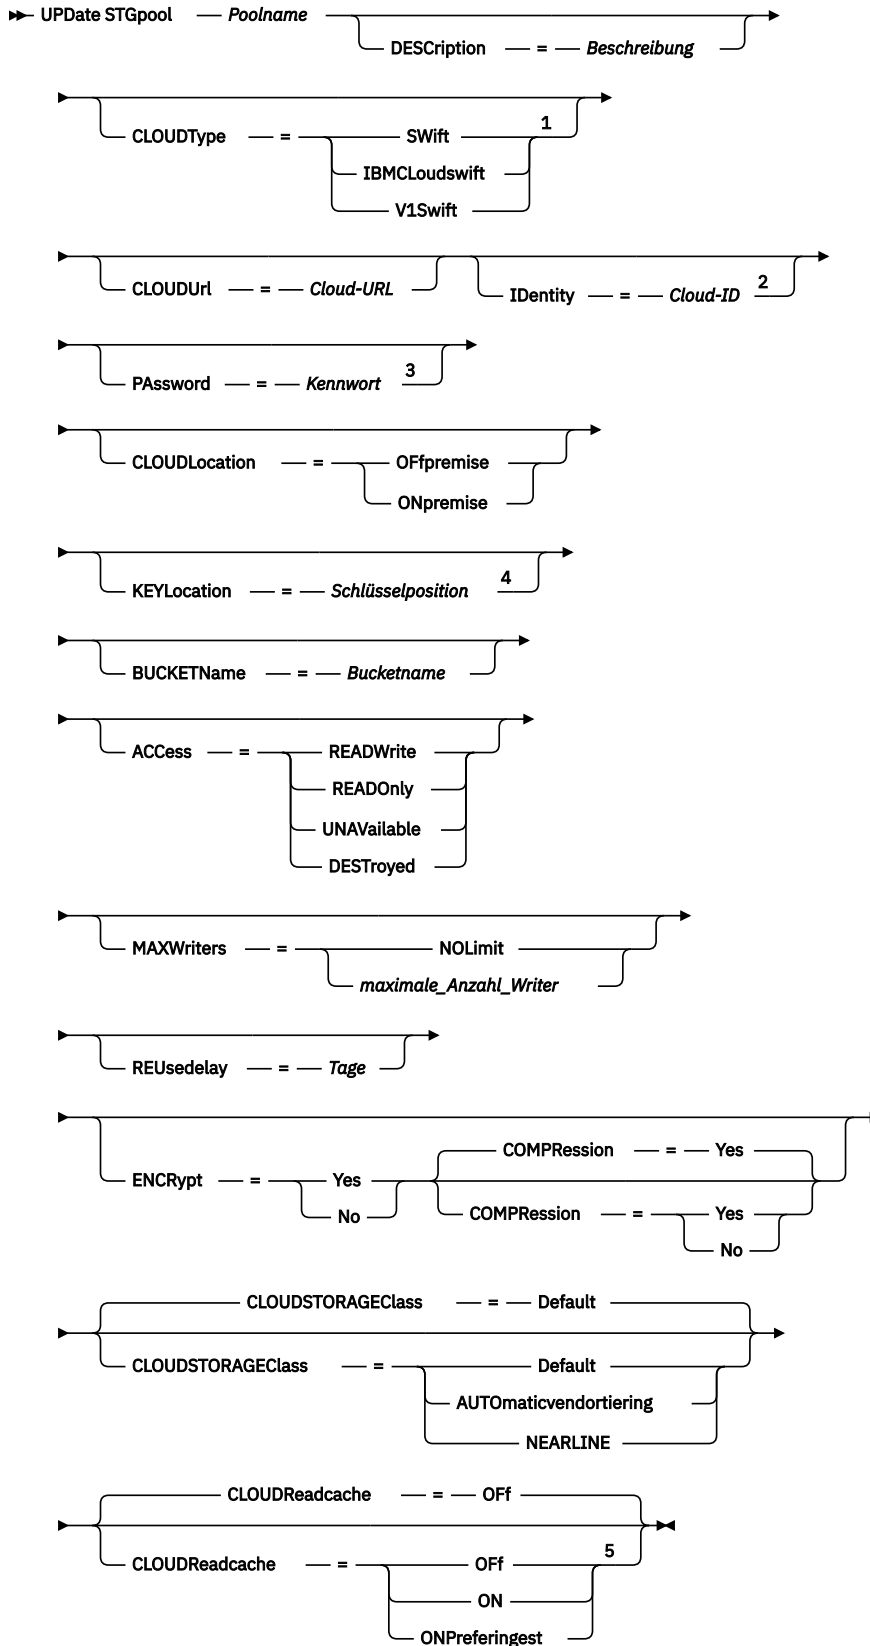 UPDate STGpool — Poolname
DESCription — = — Beschreibung
CLOUDType — = — SWift 1
IBMCLoudswift
V1Swift
CLOUDUrl — = — Cloud-URL IDentity — = — Cloud-ID 2
PAssword — = — Kennwort 3
CLOUDLocation — = — OFfpremise
ONpremise
KEYLocation — = — Schlüsselposition 4
BUCKETName — = — Bucketname
ACCess — = — READWrite
READOnly
UNAVailable
DESTroyed
MAXWriters — = — NOLimit
maximale_Anzahl_Writer
REUsedelay — = — Tage
COMPRession — = — Yes
ENCRypt — = — Yes
No
COMPRession — = — Yes
No
CLOUDSTORAGEClass — = — Default
CLOUDSTORAGEClass — = — Default
AUTOmaticvendortiering
NEARLINE
CLOUDReadcache — = — OFf
CLOUDReadcache — = — OFf 5
ON
ONPreferingest